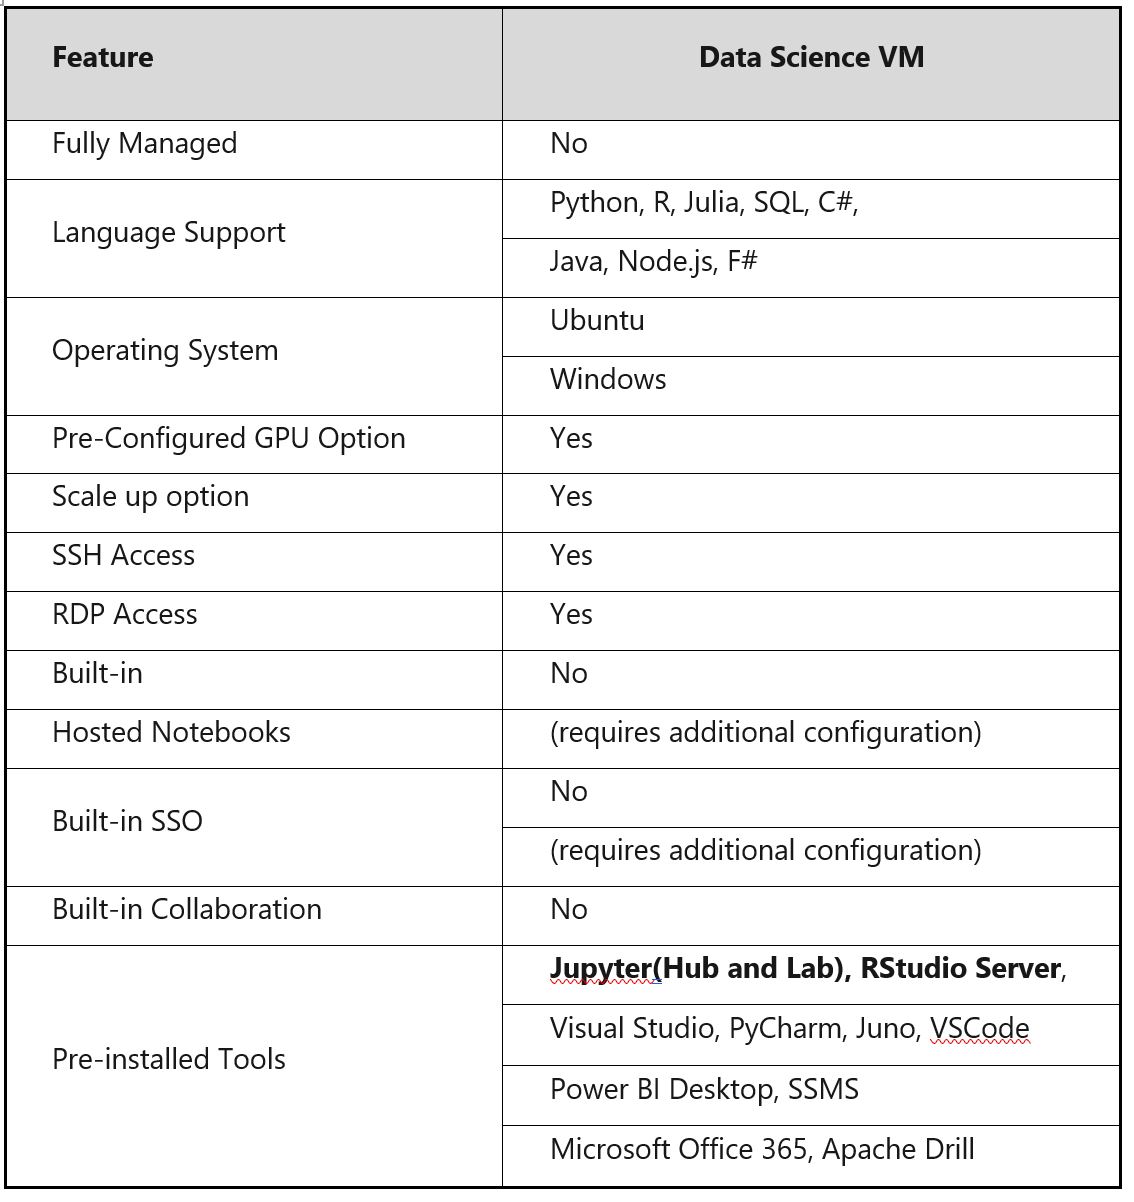 Feature
Data Science VM
Fully Managed
No
Language Support
Python, R, Julia, SQL, C#,
Java, Node.js, F#
Operating System
Ubuntu
Windows
Pre-Configured GPU Option
Yes
Scale up option
Yes
SSH Access
Yes
RDP Access
Yes
Built-in
No
Hosted Notebooks
(requires additional configuration)
Built-in SSO
No
(requires additional configuration)
Built-in Collaboration
No
Pre-installed Tools
Jupyter(Hub and Lab), RStudio Server,
Visual Studio, PyCharm, Juno, VSCode
Power BI Desktop, SSMS
Microsoft Office 365, Apache Drill